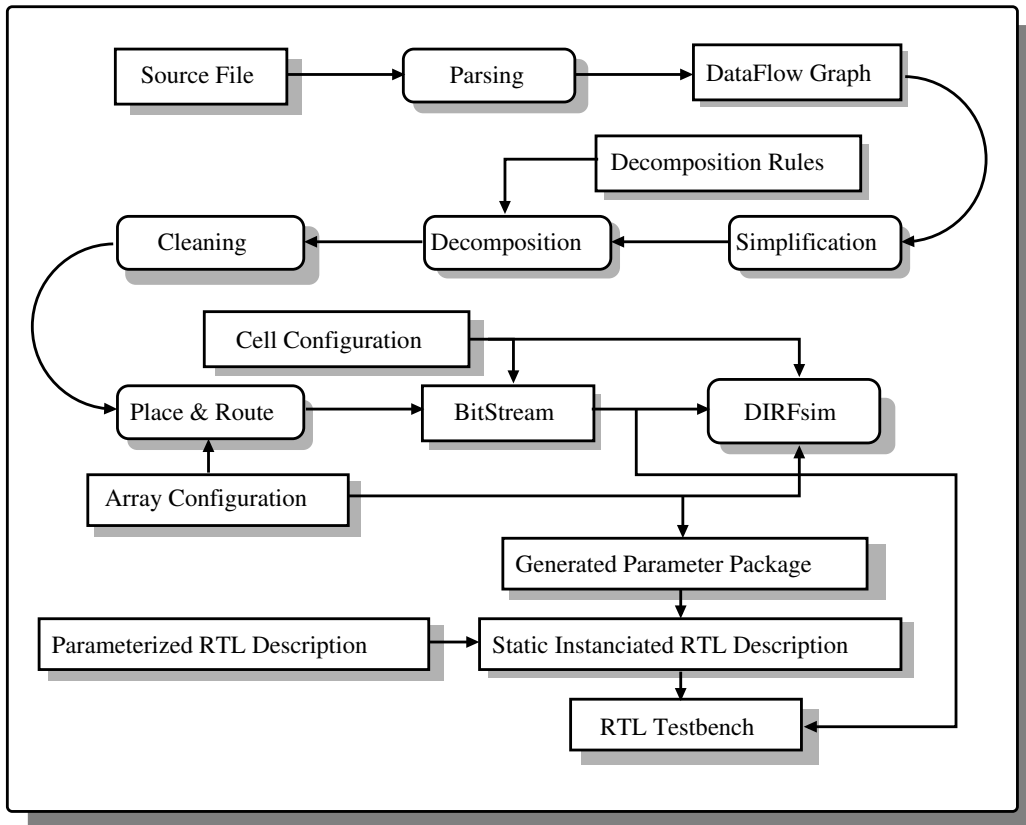 Source File
Parsing
DataFlow Graph
Decomposition Rules
Cleaning
Decomposition
Simplification
Cell Configuration
Place & Route
BitStream
DIRFsim
Array Configuration
Generated Parameter Package
Parameterized RTL Description
Static Instanciated RTL Description
RTL Testbench